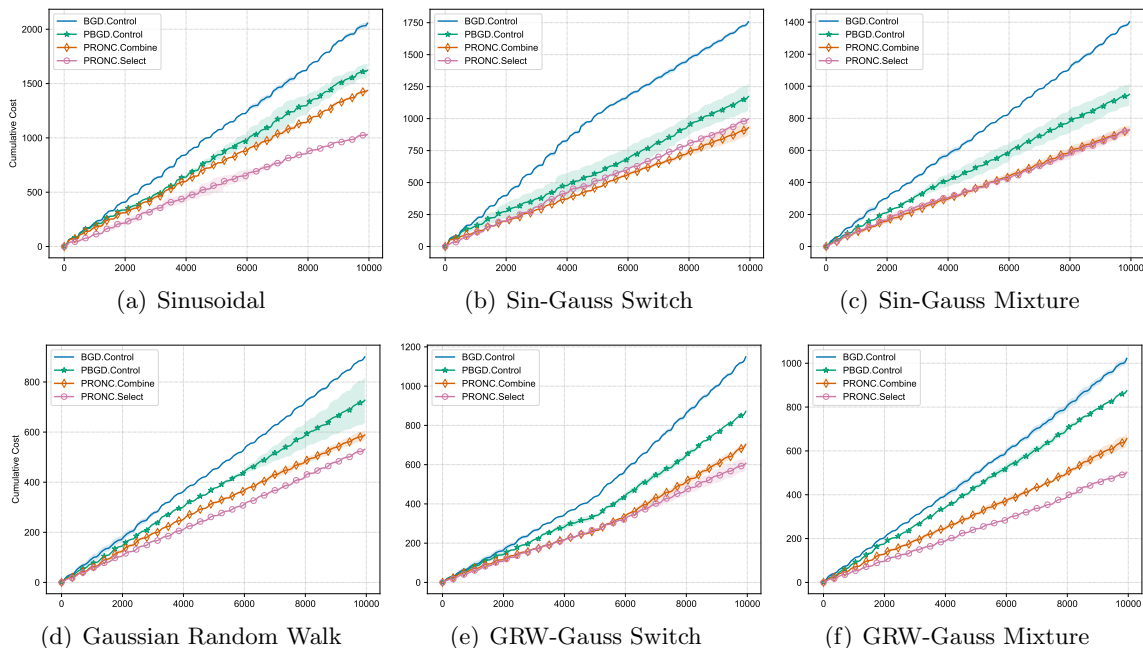 2000
1500
1000
500
0
Cumulative Cost
BGD.Control
PBGD.Control
PRONC.Combine
PRONC.Select
0 2000 4000 6000 8000 10000
(a) Sinusoidal
1750
1500
1250
1000
750
500
250
0
BGD.Control
PBGD.Control
PRONC.Combine
PRONC.Select
0 2000 4000 6000 8000 10000
(b) Sin-Gauss Switch
1400
1200
1000
800
600
400
200
0
BGD.Control
PBGD.Control
PRONC.Combine
PRONC.Select
0 2000 4000 6000 8000 10000
(c) Sin-Gauss Mixture
800
600
400
200
0
Cumulative Cost
BGD.Control
PBGD.Control
PRONC.Combine
PRONC.Select
0 2000 4000 6000 8000 10000
(d) Gaussian Random Walk
1200
1000
800
600
400
200
0
BGD.Control
PBGD.Control
PRONC.Combine
PRONC.Select
0 2000 4000 6000 8000 10000
(e) GRW-Gauss Switch
1000
800
600
400
200
0
BGD.Control
PBGD.Control
PRONC.Combine
PRONC.Select
0 2000 4000 6000 8000 10000
(f) GRW-Gauss Mixture